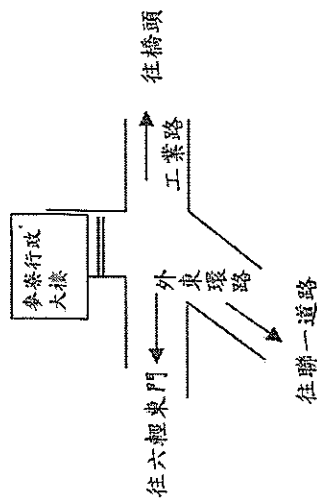 麥寮行政
大樓
往橋頭
工業路
外東環路
往六輕東門
往聯一道路